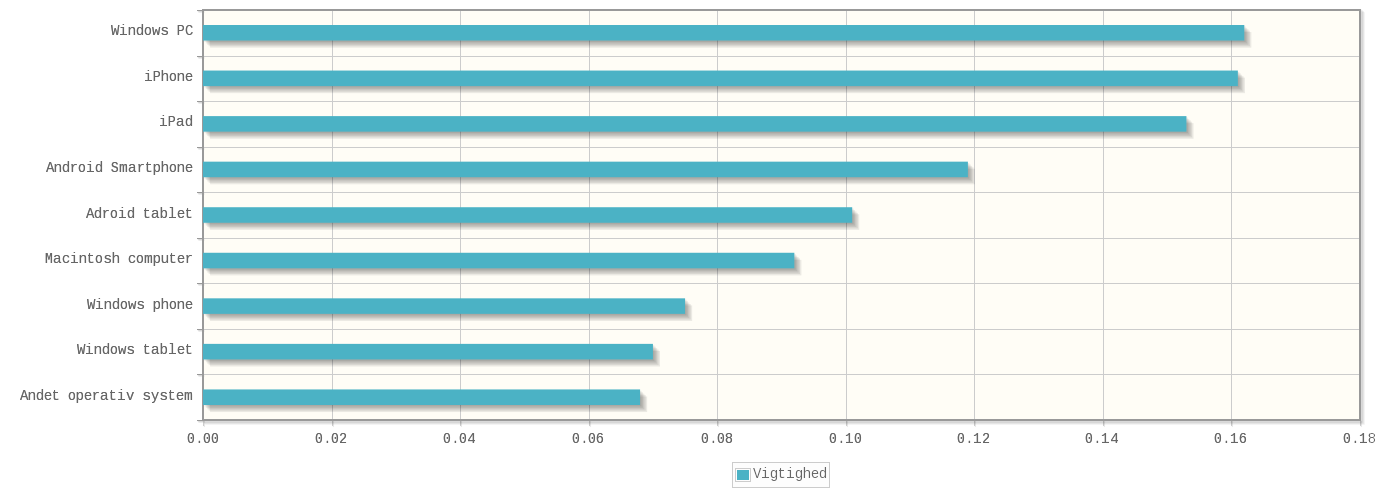 Windows PC
iPhone
iPad
Android Smartphone
Adroid tablet
Macintosh computer
Windows phone
Windows tablet
Andet operativ system
0.00 0.02 0.04 0.06 0.08 0.10 0.12 0.14 0.16 0.18
Vigtighed